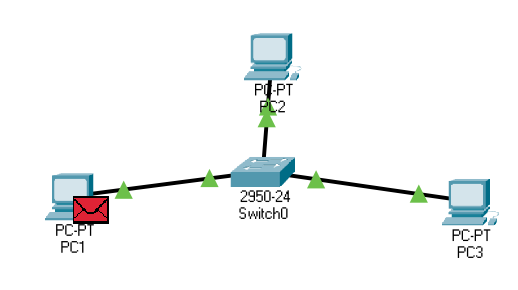 PC-PT
PC2
2950-24
Switch0
PC-PT
PC1
PC-PT
PC3